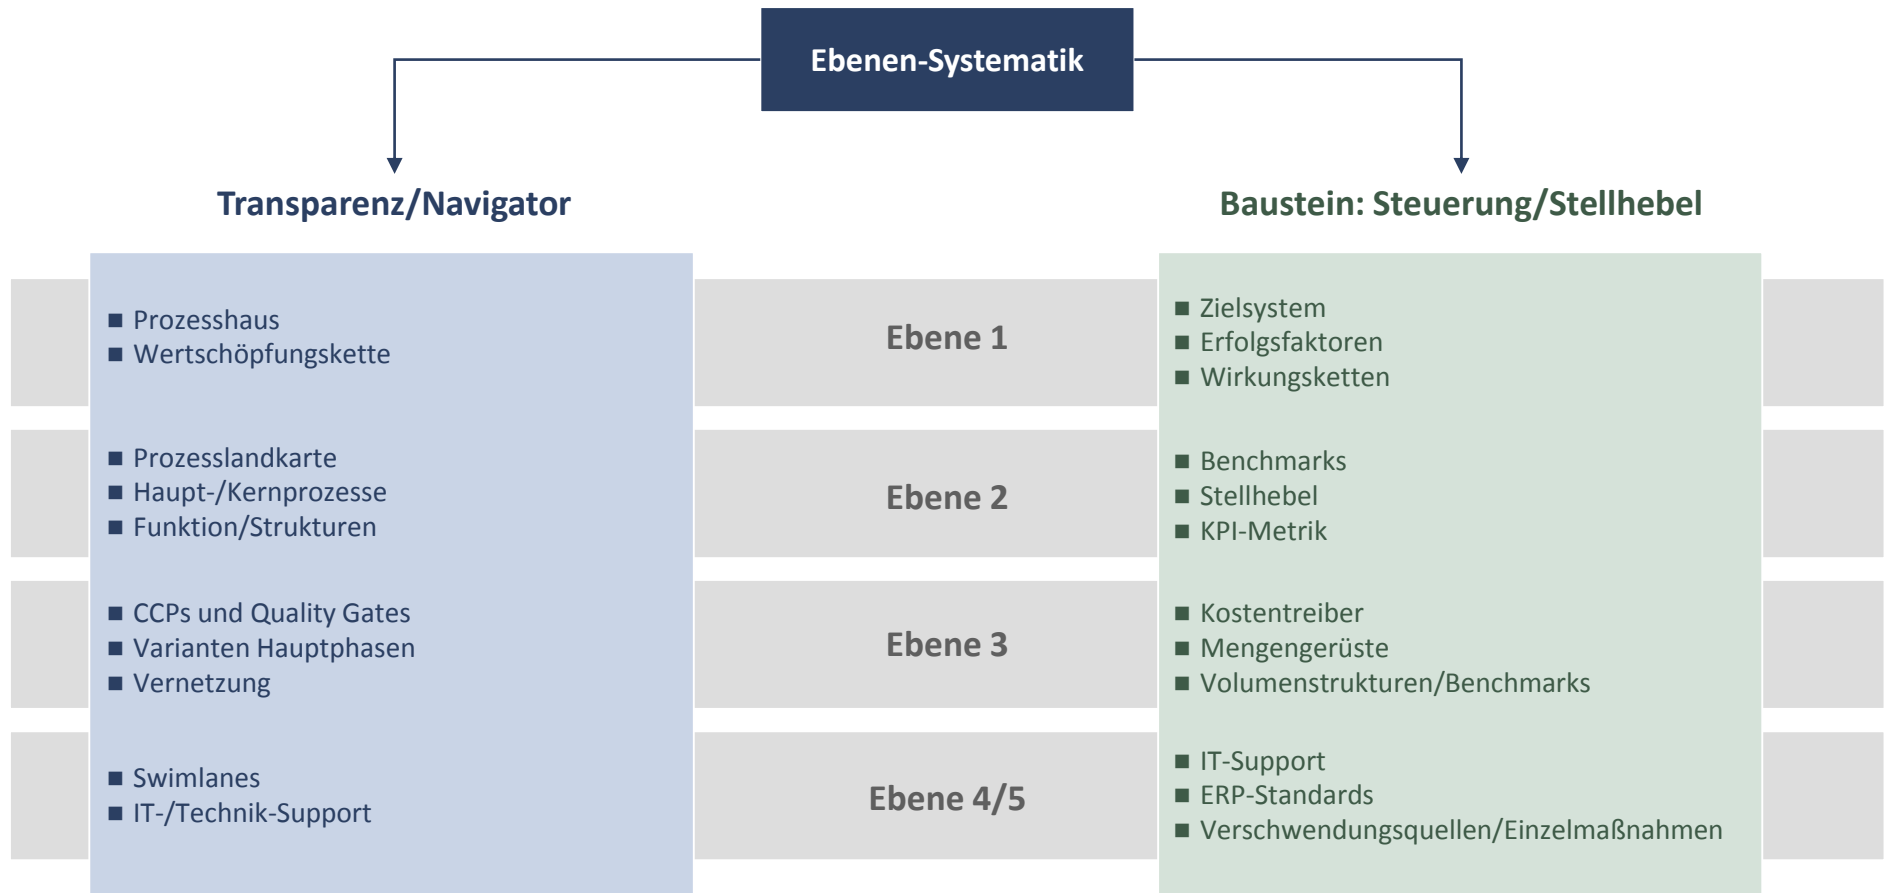 Ebenen-Systematik
Transparenz/Navigator
Baustein: Steuerung/Stellhebel
■ Prozesshaus
■ Wertschöpfungskette
Ebene 1
■ Zielsystem
■ Erfolgsfaktoren
■ Wirkungsketten
■ Prozesslandkarte
■ Haupt-/Kernprozesse
■ Funktion/Strukturen
Ebene 2
■ Benchmarks
■ Stellhebel
■ KPI-Metrik
■ CCPs und Quality Gates
■ Varianten Hauptphasen
■ Vernetzung
Ebene 3
■ Kostentreiber
■ Mengengerüste
■ Volumenstrukturen/Benchmarks
■ Swimlanes
■ IT-/Technik-Support
Ebene 4/5
■ IT-Support
■ ERP-Standards
■ Verschwendungsquellen/Einzelmaßnahmen